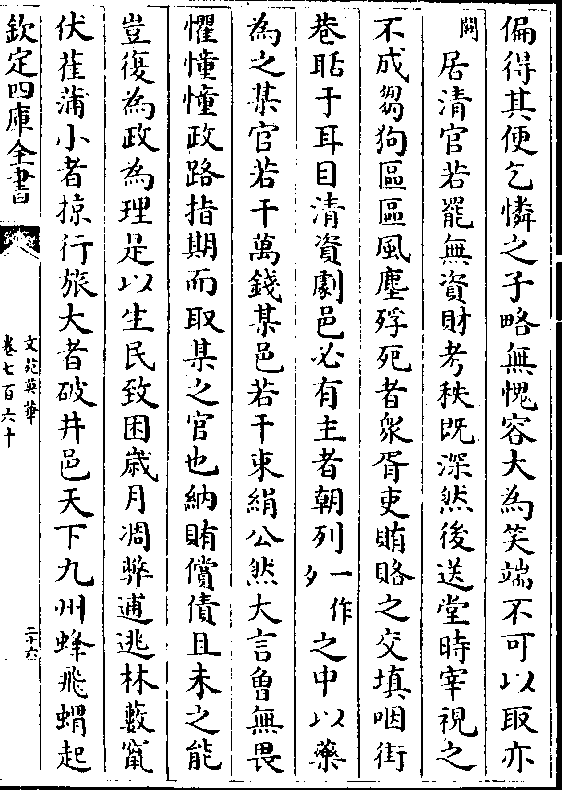 偏得其便乞憐之子略無愧容大為笑端不可以取亦
闕居清官若罷無資財考秩既深然後送堂時宰視之
不成芻狗區區風塵殍死者衆胥吏賄賂之交填咽街
巷聒于耳目清資劇邑必有主者朝列一作夕之中以藥
為之某官若干萬錢某邑若干束絹公然大言曾無畏
懼憧憧政路指期而取某之官也納賄償債且未之能
豈復為政為理是以生民致困歲月凋弊逋逃林藪竄
伏萑蒲小者掠行旅大者破井邑天下九州蜂飛蝟起
欽定四庫全書
文苑英華
卷七百六十
二十六